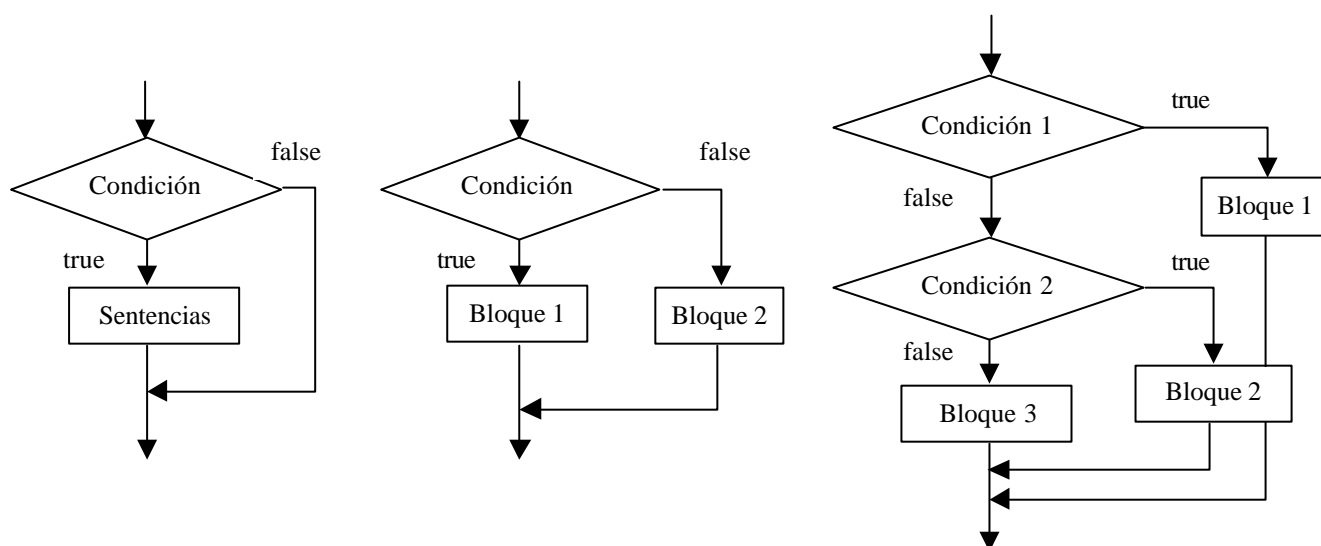 false
Condición
true
Sentencias
false
Condición
true
Bloque 1
Bloque 2
true
Condición 1
false
Bloque 1
true
Condición 2
false
Bloque 2
Bloque 3